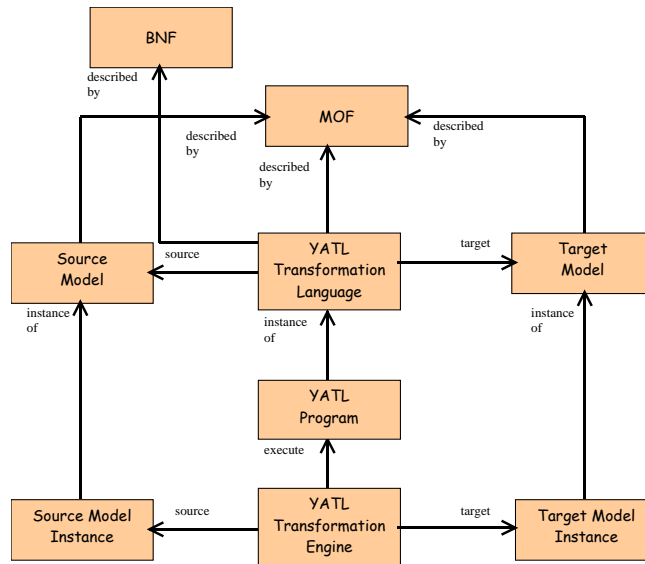 BNF
described
by
MOF
described
by
described
by
described
by
Source
Model
source
YATL
Transformation
Language
target
Target
Model
instance
of
instance
of
instance
of
YATL
Program
execute
Source Model
Instance
source
YATL
Transformation
Engine
target
Target Model
Instance